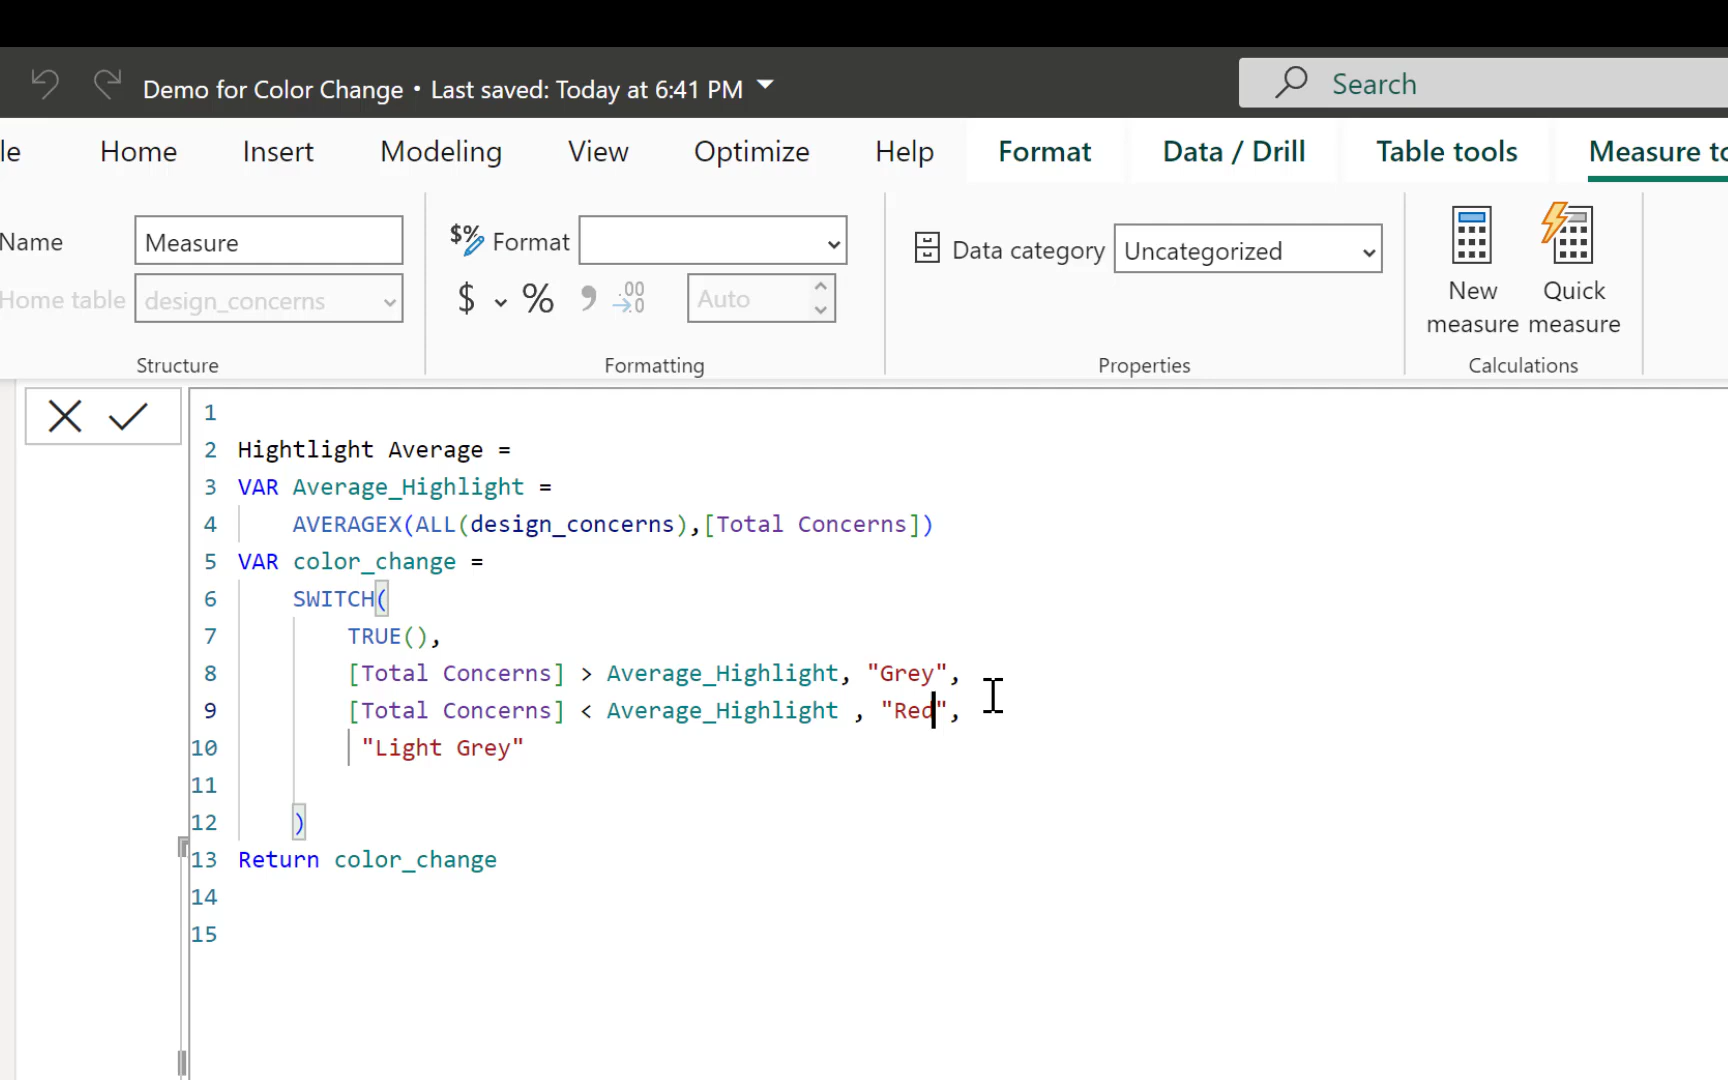 Demo for Color Change • Last saved: Today at 6:41 PM
Search
le Home Insert Modeling View Optimize Help Format Data / Drill Table tools Measure to
Name Measure
Home table design_concerns
Structure
$% Format
$ % .00 →.0 Auto
Formatting
Data category Uncategorized
Properties
New measure
Quick measure
Calculations
1
2 Hightlight Average =
3 VAR Average_Highlight =
4 AVERAGEX(ALL(design_concerns),[Total Concerns])
5 VAR color_change =
6 SWITCH(
7 TRUE(),
8 [Total Concerns] > Average_Highlight, "Grey",
9 [Total Concerns] < Average_Highlight , "Red",
10 "Light Grey"
11
12 )
13 Return color_change
14
15